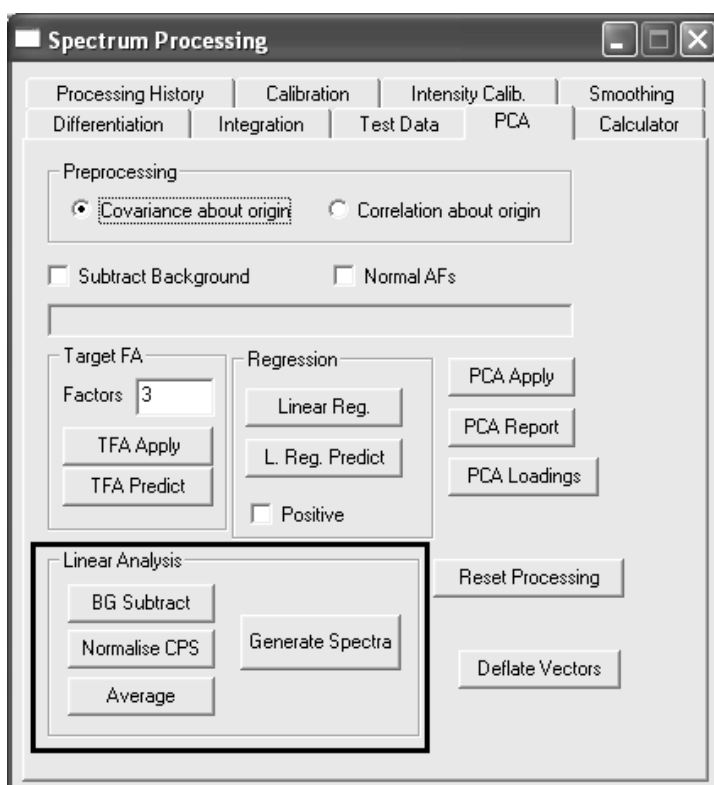 Spectrum Processing
Processing History Calibration Intensity Calib. Smoothing
Differentiation Integration Test Data PCA Calculator
Preprocessing
Covariance about origin Correlation about origin
Subtract Background Normal AFs
Target FA
Factors 3
TFA Apply
TFA Predict
Regression
Linear Reg.
L. Reg. Predict
Positive
PCA Apply
PCA Report
PCA Loadings
Linear Analysis
BG Subtract
Normalise CPS
Average
Generate Spectra
Reset Processing
Deflate Vectors